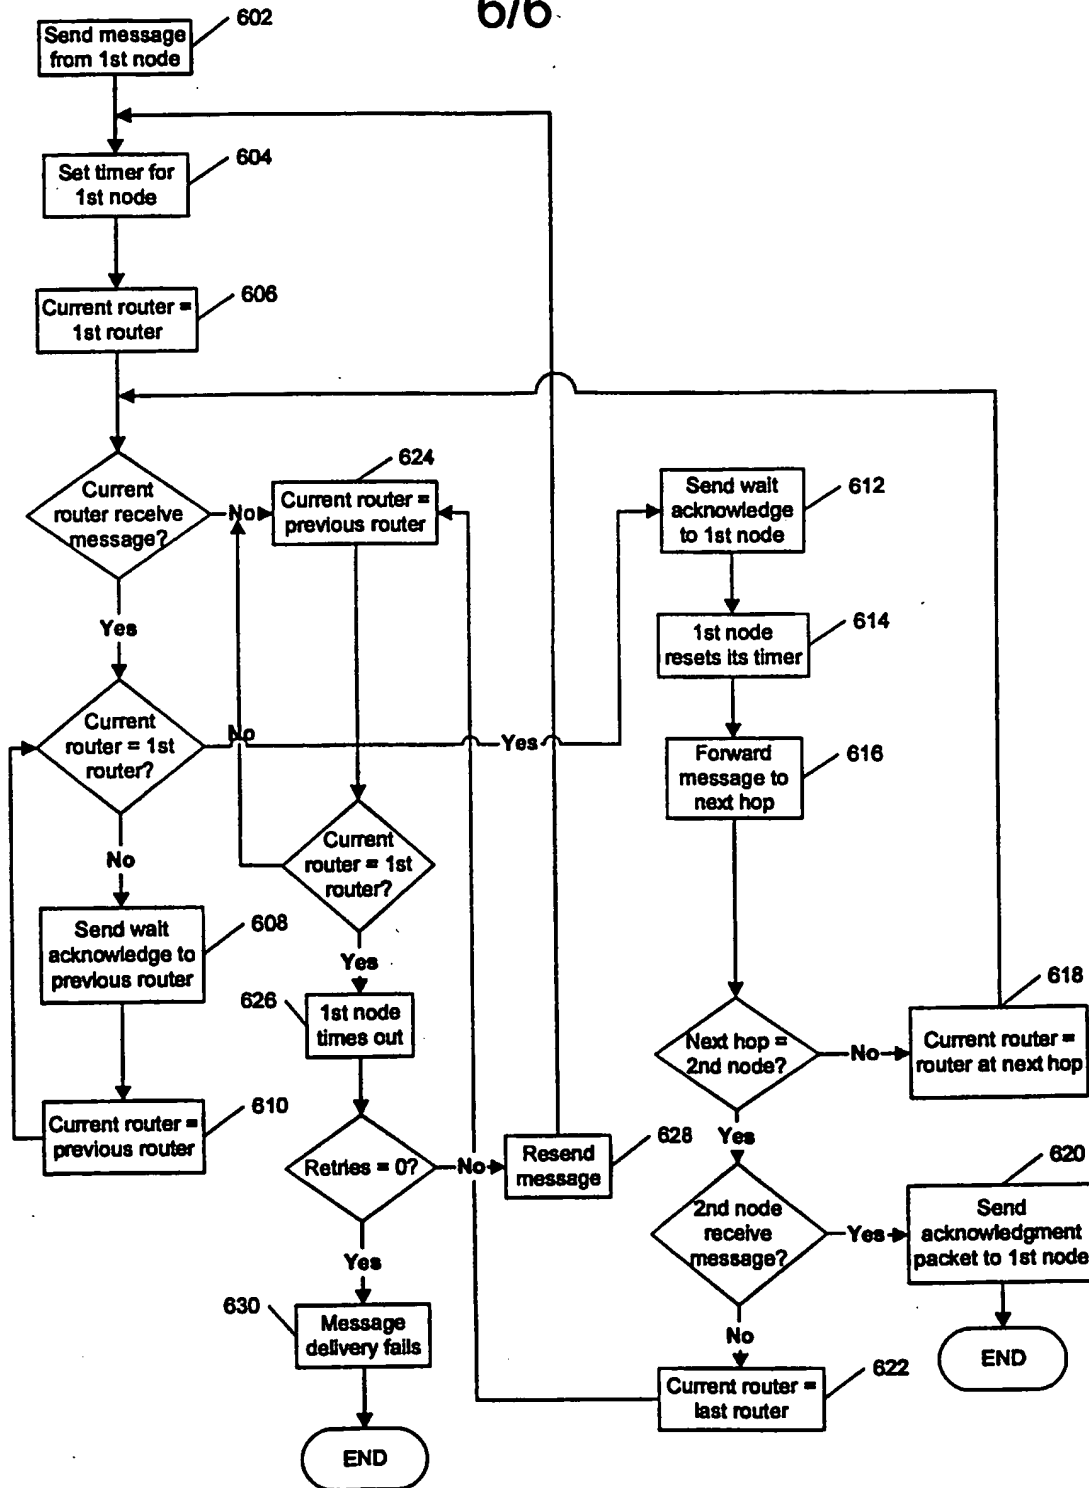 6/6
602
Send message
from 1st node
604
Set timer for
1st node
606
Current router =
1st router
624
Current
router receive
message?
No
Current router =
previous router
Send wait
acknowledge
to 1st node
612
Yes
1st node
resets its timer
614
Current
router = 1st
router?
No
Yes
Forward
message to
next hop
616
No
Current
router = 1st
router?
Send wait
acknowledge to
previous router
608
Yes
626
1st node
times out
618
Next hop =
2nd node?
No
Current router =
router at next hop
Current router =
previous router
610
Retries = 0?
No
Resend
message
628
Yes
620
2nd node
receive
message?
Yes
Send
acknowledgment
packet to 1st node
Yes
630
Message
delivery fails
No
END
Current router =
last router
622
END